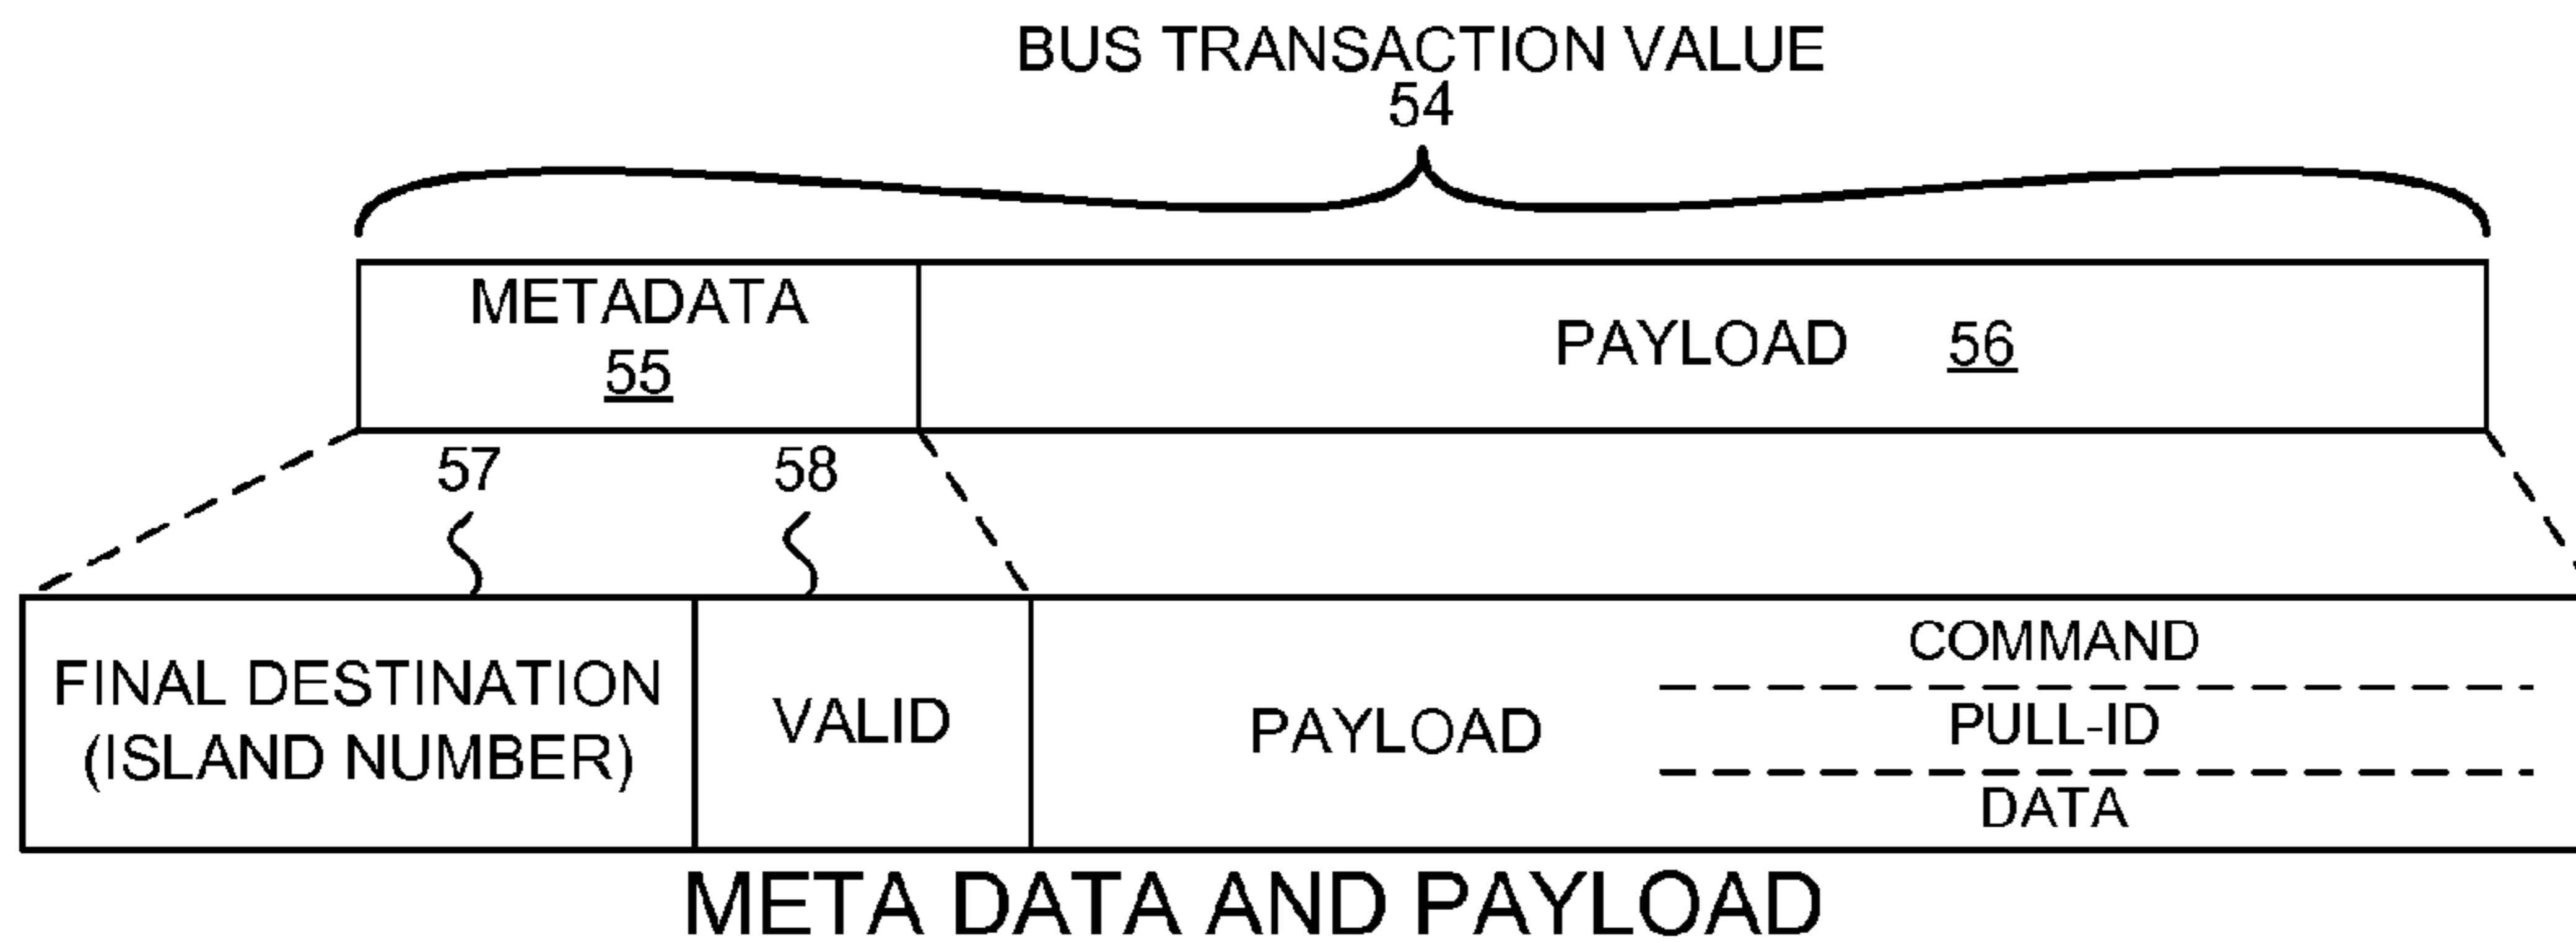 BUS TRANSACTION VALUE
54
METADATA
55
PAYLOAD 56
57
58
FINAL DESTINATION
(ISLAND NUMBER)
VALID
PAYLOAD
COMMAND
PULL-ID
DATA
META DATA AND PAYLOAD